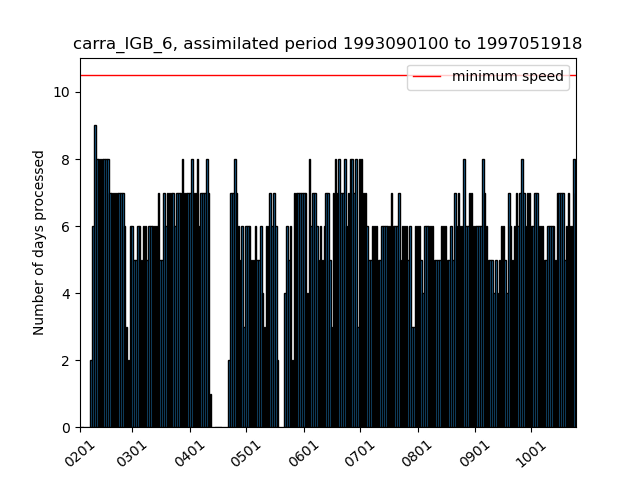 carra_IGB_6, assimilated period 1993090100 to 1997051918
minimum speed
Number of days processed
10
8
6
4
2
0
0201 0301 0401 0501 0601 0701 0801 0901 1001